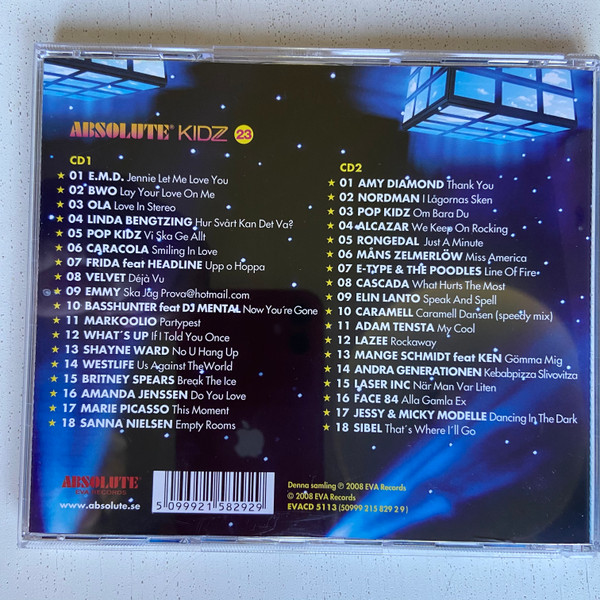 ABSOLUTE® KIDZ 23
CD1
01 E.M.D. Jennie Let Me Love You
02 BWO Lay Your Love On Me
03 OLA Love In Stereo
04 LINDA BENGTZING Hur Svårt Kan Det Va?
05 POP KIDZ Vi Ska Ge Allt
06 CARACOLA Smiling In Love
07 FRIDA feat HEADLINE Upp o Hoppa
08 VELVET Déjà Vu
09 EMMY Ska Jag Prova@hotmail.com
10 BASSHUNTER feat DJ MENTAL Now You're Gone
11 MARKOOLIO Partypest
12 WHAT'S UP If I Told You Once
13 SHAYNE WARD No U Hang Up
14 WESTLIFE Us Against The World
15 BRITNEY SPEARS Break The Ice
16 AMANDA JENSSEN Do You Love
17 MARIE PICASSO This Moment
18 SANNA NIELSEN Empty Rooms
CD2
01 AMY DIAMOND Thank You
02 NORDMAN I Lågornas Sken
03 POP KIDZ Om Bara Du
04 ALCAZAR We Keep On Rocking
05 RONGEDAL Just A Minute
06 MÅNS ZELMERLÖW Miss America
07 E-TYPE & THE POODLES Line Of Fire
08 CASCADA What Hurts The Most
09 ELIN LANTO Speak And Spell
10 CARAMELL Caramell Dansen (speedy mix)
11 ADAM TENSTA My Cool
12 LAZEE Rockaway
13 MANGE SCHMIDT feat KEN Gömma Mig
14 ANDRA GENERATIONEN Kebabpizza Slivovitza
15 LASER INC När Man Var Liten
16 FACE 84 Alla Gamla Ex
17 JESSY & MICKY MODELLE Dancing In The Dark
18 SIBEL That´s Where I´ll Go
ABSOLUTE®
EVA RECORDS
www.absolute.se
5 099921 582929
Denna samling ℗ 2008 EVA Records
© 2008 EVA Records
EVACD 5113 (50999 215 829 2 9)